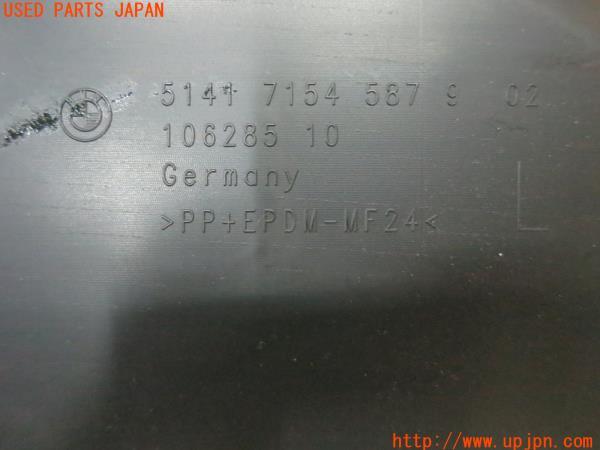 USED PARTS JAPAN
5141 7154 587 9 02
106285 10
Germany
>PP+EPDM-MF24<
L
http://www.upjpn.com/